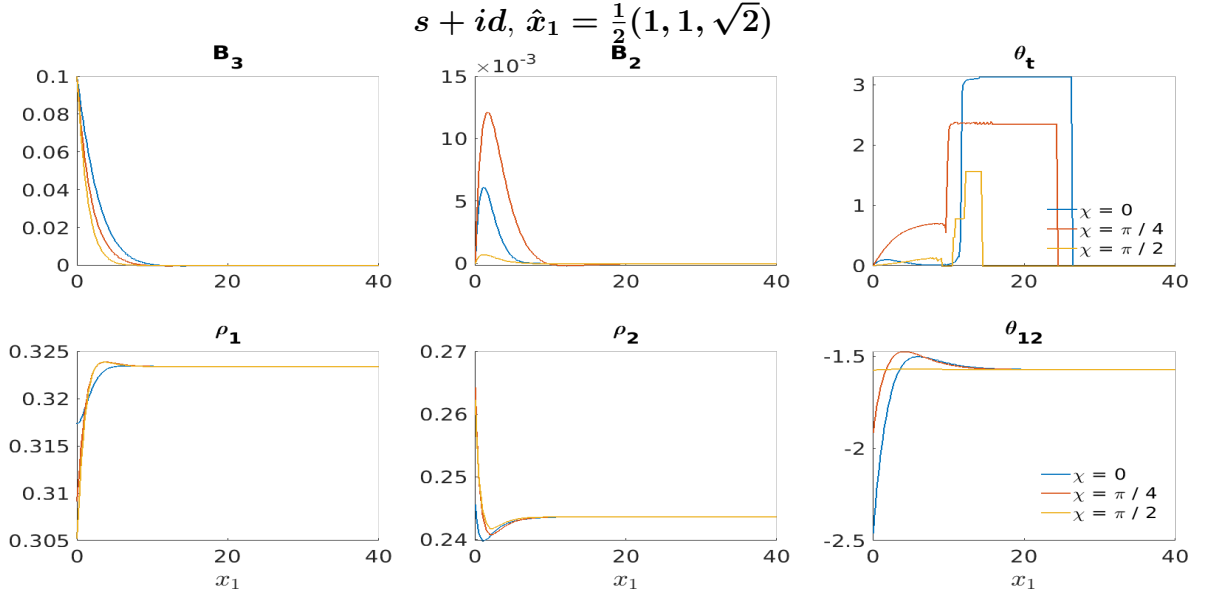 s + id, x̂₁ = ½(1, 1, √2)
B₃
0.1
0.08
0.06
0.04
0.02
0
0 20 40
B₂
×10⁻³
15
10
5
0
0 20 40
θₜ
3
2
1
0
0 20 40
χ = 0
χ = π / 4
χ = π / 2
ρ₁
0.325
0.32
0.315
0.31
0.305
0 20 40
x₁
ρ₂
0.27
0.26
0.25
0.24
0 20 40
x₁
θ₁₂
-1.5
-2
-2.5
0 20 40
χ = 0
χ = π / 4
χ = π / 2
x₁